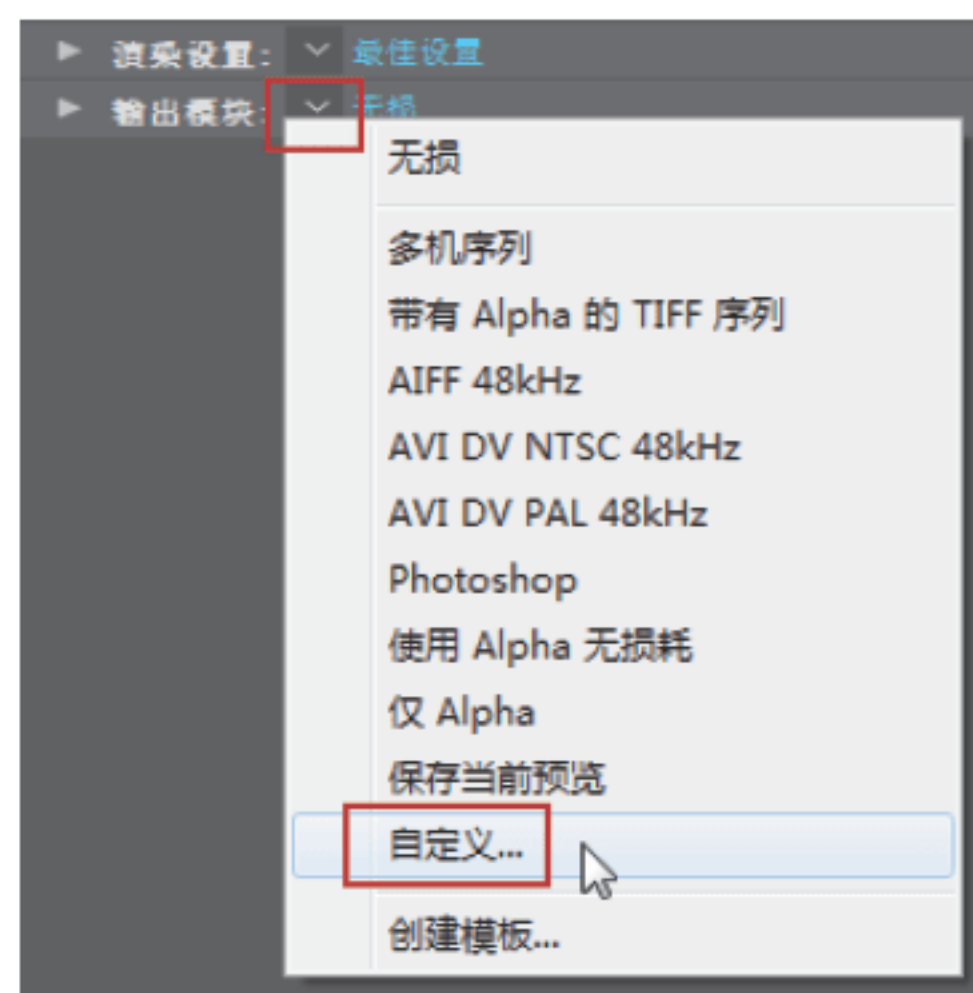 渲染设置： 最佳设置
输出模块： 无损
无损
多机序列
带有 Alpha 的 TIFF 序列
AIFF 48kHz
AVI DV NTSC 48kHz
AVI DV PAL 48kHz
Photoshop
使用 Alpha 无损耗
仅 Alpha
保存当前预览
自定义...
创建模板...